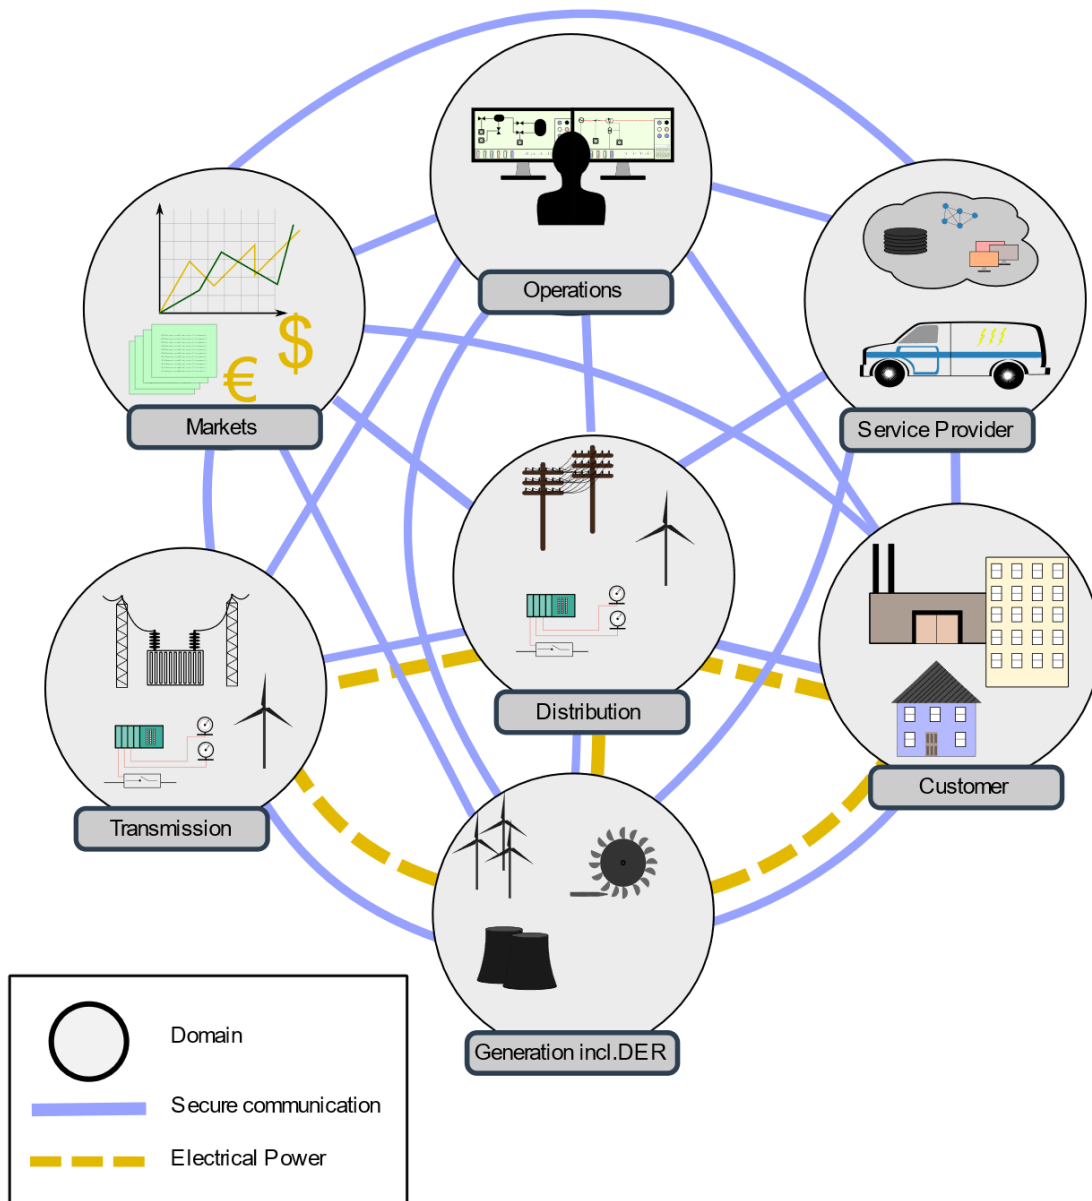 Operations
$
€
Markets
Service Provider
Distribution
Transmission
Customer
Generation incl.DER
Domain
Secure communication
Electrical Power